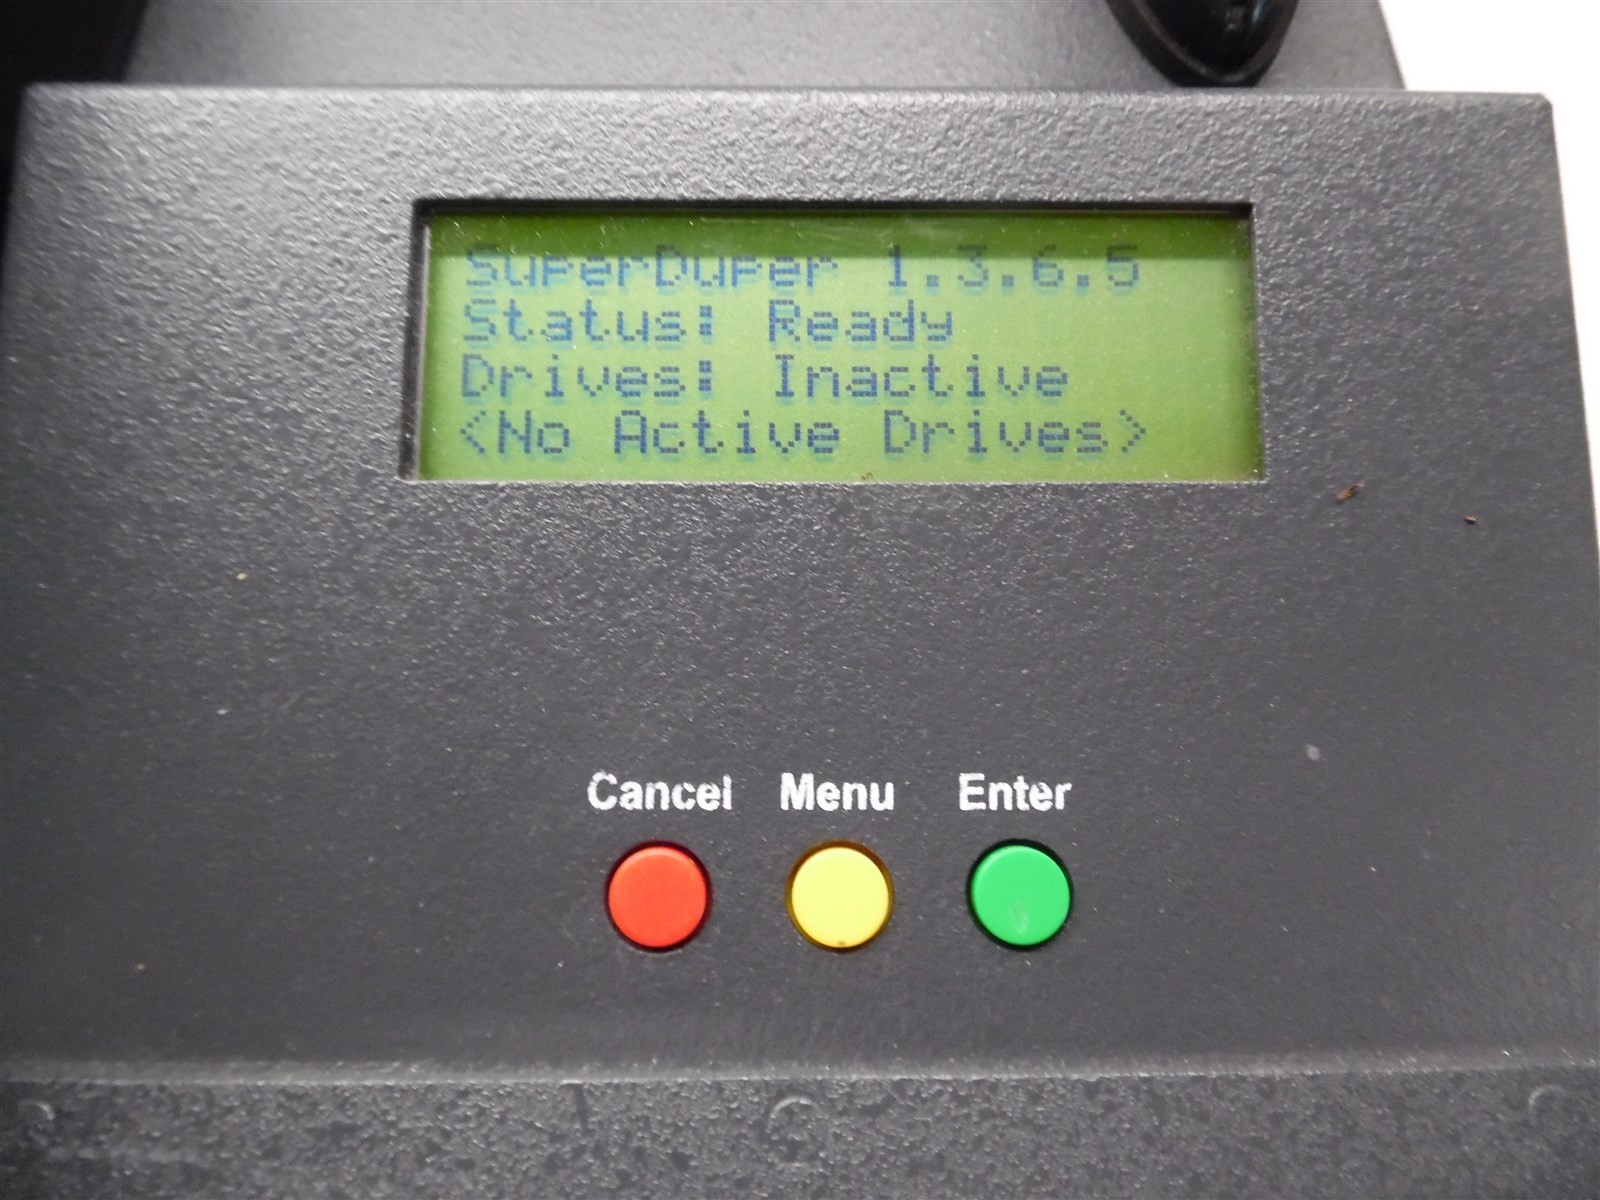 SuperDuper 1.3.6.5
Status: Ready
Drives: Inactive
<No Active Drives>
Cancel Menu Enter